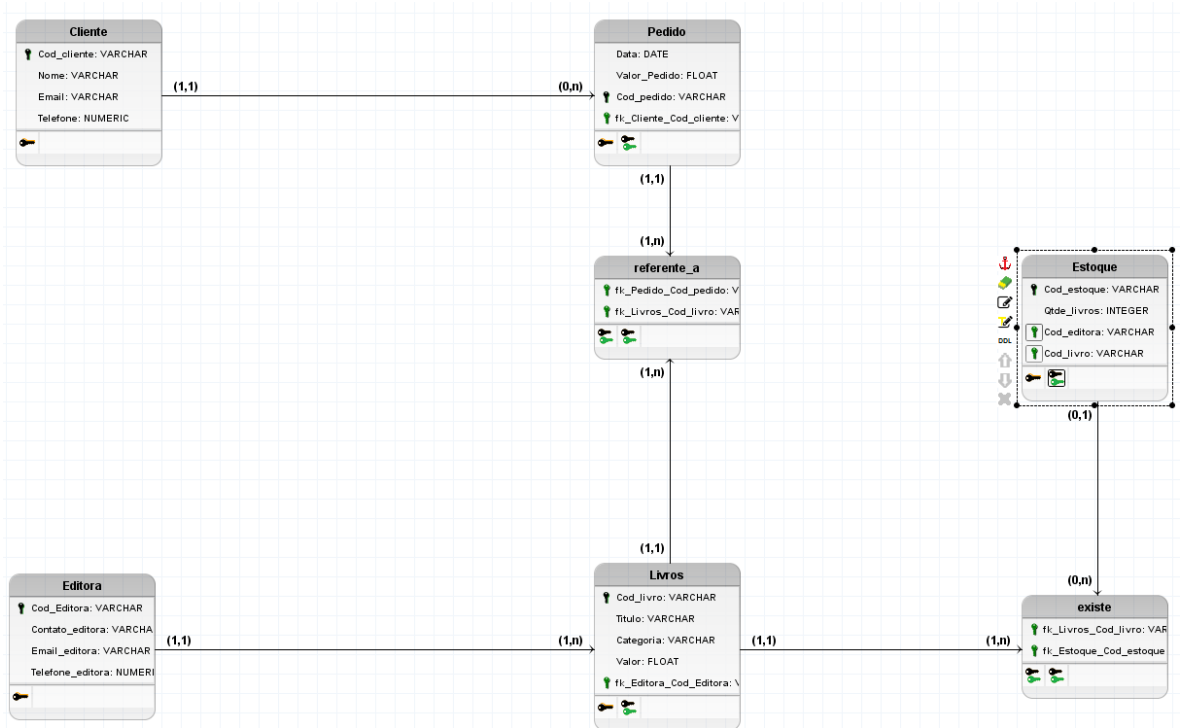 Cliente
Cod_cliente: VARCHAR
Nome: VARCHAR
Email: VARCHAR
Telefone: NUMERIC
(1,1)
(0,n)
Pedido
Data: DATE
Valor_Pedido: FLOAT
Cod_pedido: VARCHAR
fk_Cliente_Cod_cliente: V
(1,1)
(1,n)
referente_a
fk_Pedido_Cod_pedido: V
fk_Livros_Cod_livro: VAR
(1,n)
(1,1)
Estoque
Cod_estoque: VARCHAR
Qtde_livros: INTEGER
Cod_editora: VARCHAR
Cod_livro: VARCHAR
DDL
(0,1)
(0,n)
Editora
Cod_Editora: VARCHAR
Contato_editora: VARCHA
Email_editora: VARCHAR
Telefone_editora: NUMERI
(1,1)
(1,n)
Livros
Cod_livro: VARCHAR
Titulo: VARCHAR
Categoria: VARCHAR
Valor: FLOAT
fk_Editora_Cod_Editora: V
(1,1)
(1,n)
existe
fk_Livros_Cod_livro: VAR
fk_Estoque_Cod_estoque